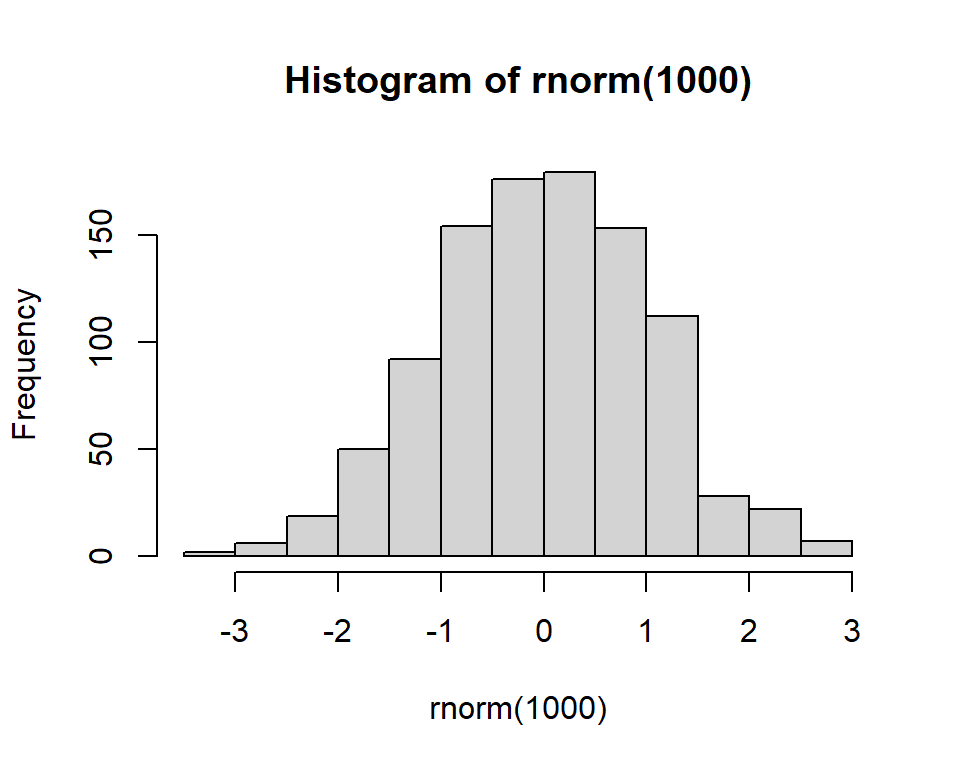 Histogram of rnorm(1000)
Frequency
150
100
50
0
-3 -2 -1 0 1 2 3
rnorm(1000)